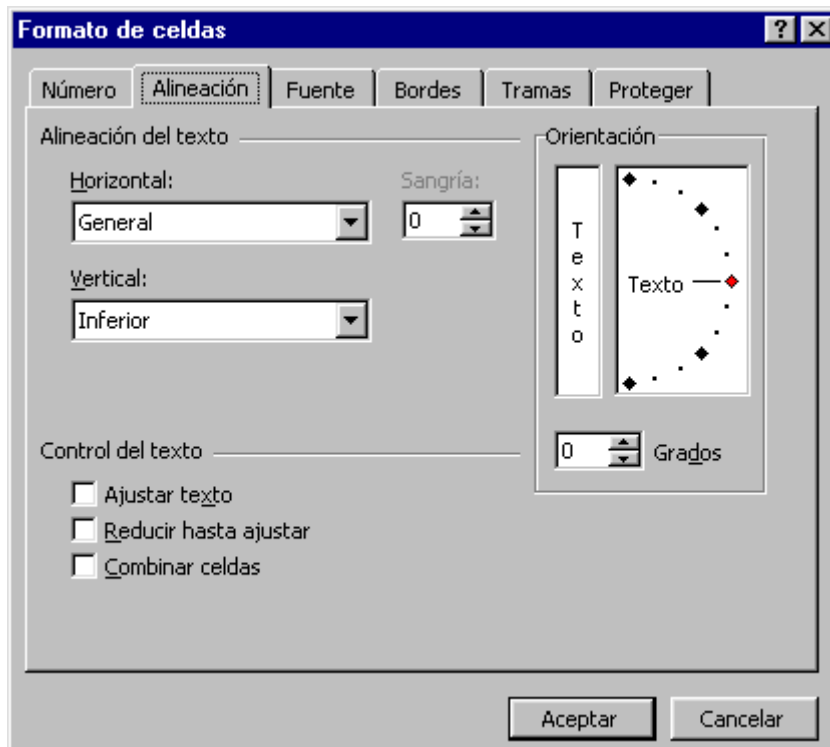 Formato de celdas
Número Alineación Fuente Bordes Tramas Proteger
Alineación del texto
Horizontal:
General
Sangría:
0
Vertical:
Inferior
Orientación
Texto
Texto
0 Grados
Control del texto
Ajustar texto
Reducir hasta ajustar
Combinar celdas
Aceptar Cancelar